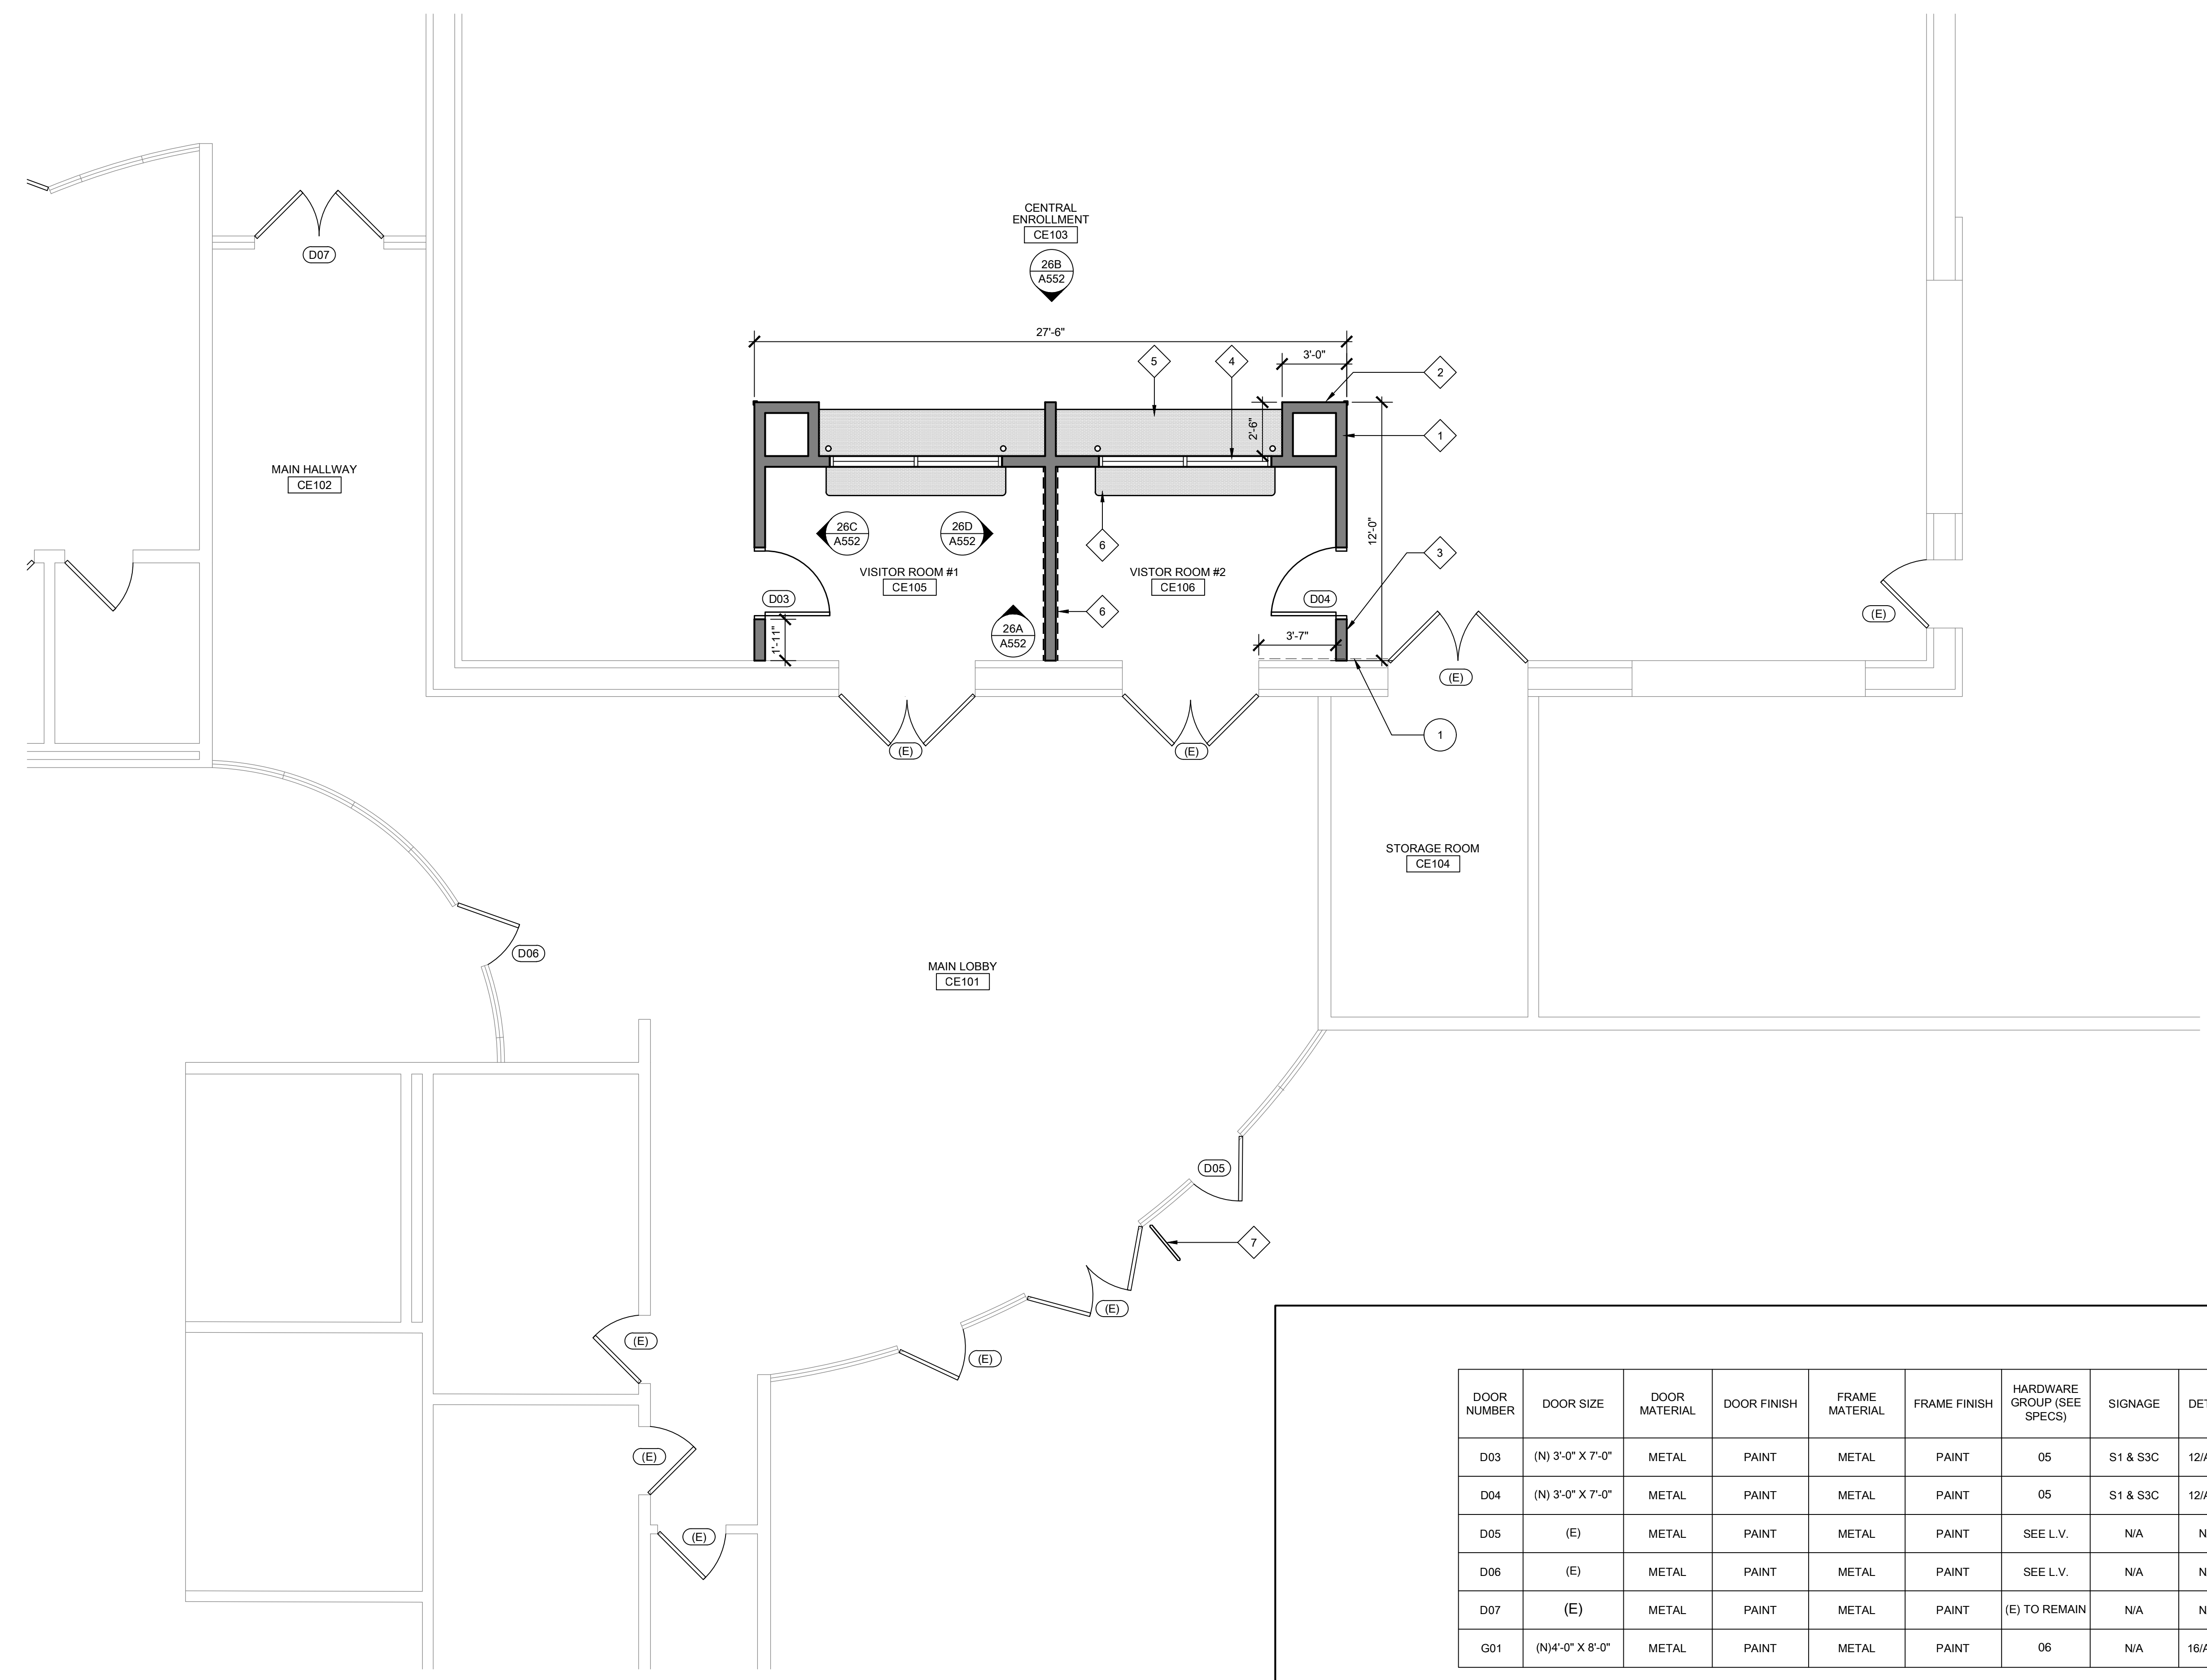 CENTRAL
ENROLLMENT
CE103
26B
A552
D07
27'-6"
3'-0"
5
4
2
2'-6"
1
MAIN HALLWAY
CE102
26C
A552
26D
A552
12'-0"
6
3
VISITOR ROOM #1
CE105
VISTOR ROOM #2
CE106
D03
D04
6
(E)
26A
A552
1'-11"
3'-7"
(E)
1
(E)
(E)
STORAGE ROOM
CE104
D06
MAIN LOBBY
CE101
D05
7
(E)
(E)
(E)
(E)
(E)
DOOR
NUMBER
DOOR SIZE
DOOR
MATERIAL
DOOR FINISH
FRAME
MATERIAL
FRAME FINISH
HARDWARE
GROUP (SEE
SPECS)
SIGNAGE
DET
D03 (N) 3'-0" X 7'-0" METAL PAINT METAL PAINT 05 S1 & S3C 12/A
D04 (N) 3'-0" X 7'-0" METAL PAINT METAL PAINT 05 S1 & S3C 12/A
D05 (E) METAL PAINT METAL PAINT SEE L.V. N/A N
D06 (E) METAL PAINT METAL PAINT SEE L.V. N/A N
D07 (E) METAL PAINT METAL PAINT (E) TO REMAIN N/A N
G01 (N)4'-0" X 8'-0" METAL PAINT METAL PAINT 06 N/A 16/A